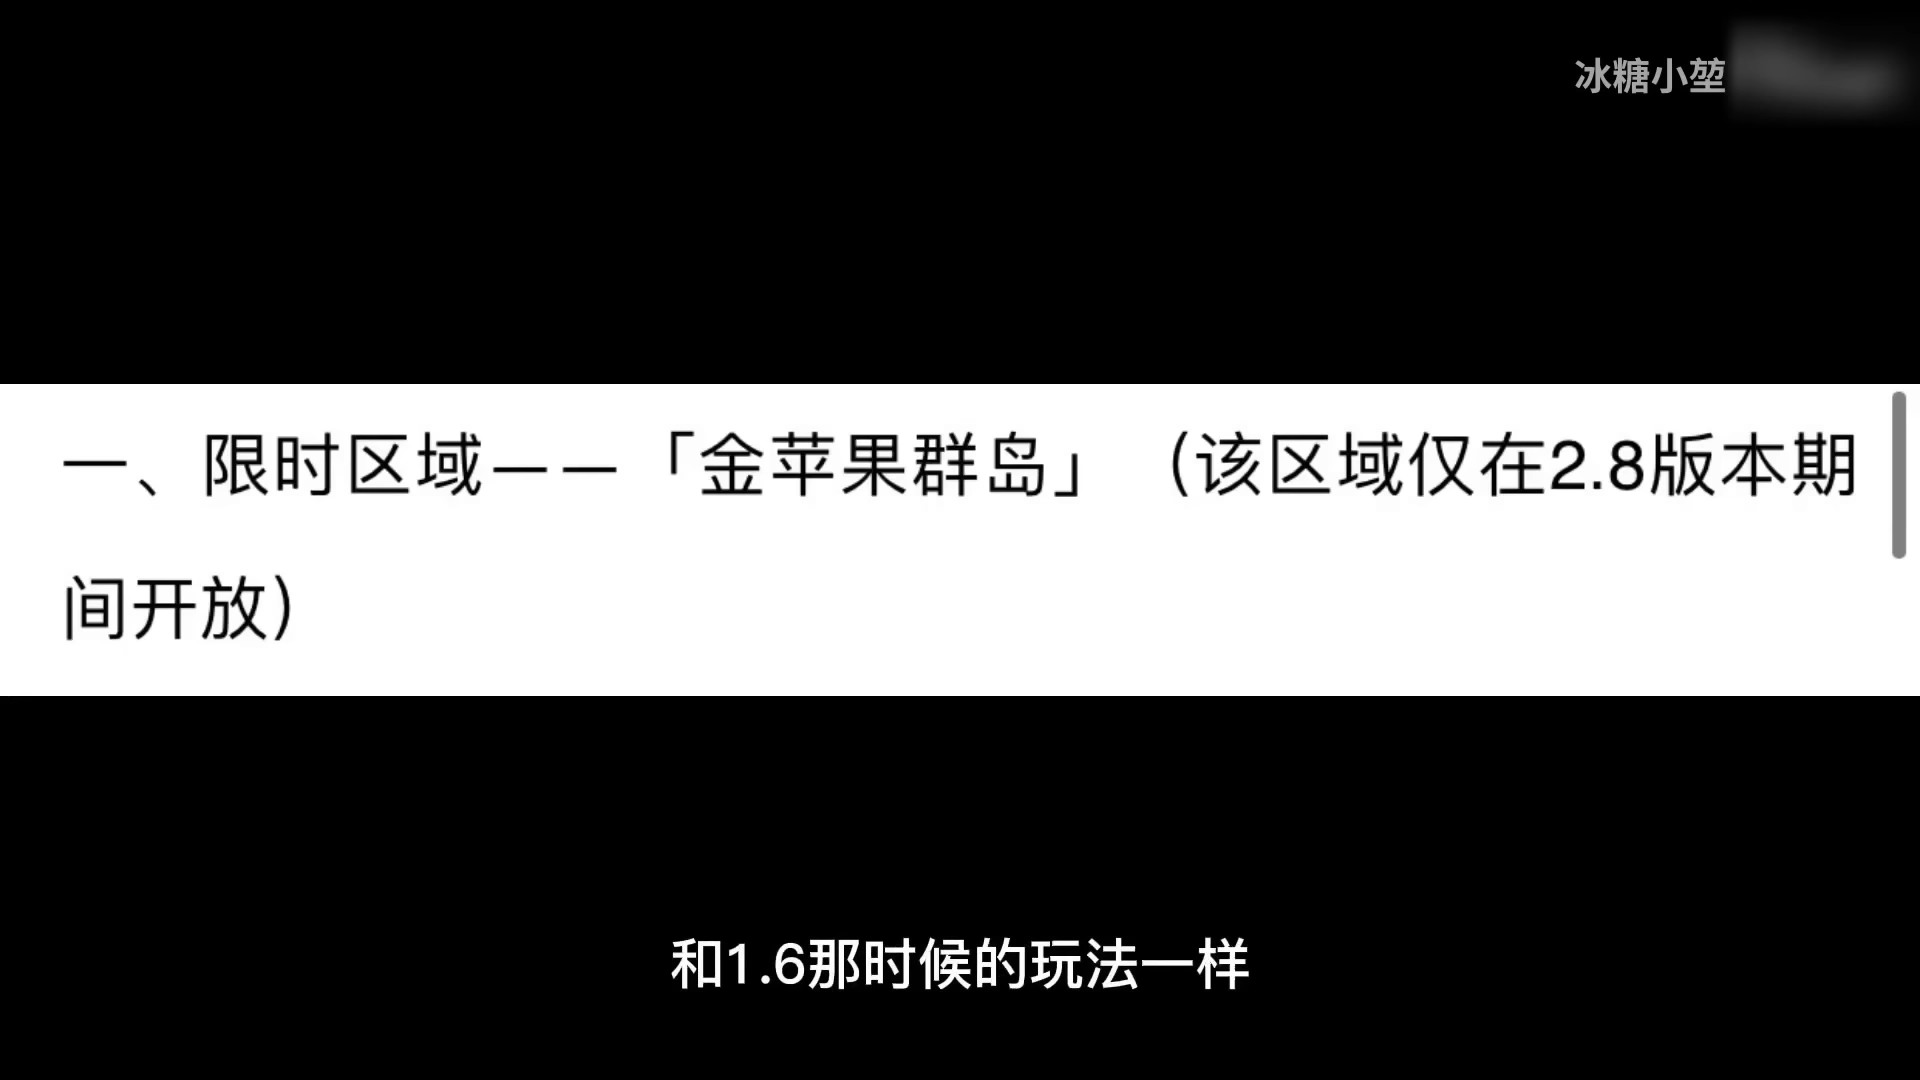 冰糖小堃
一、限时区域——「金苹果群岛」（该区域仅在2.8版本期
间开放）
和1.6那时候的玩法一样